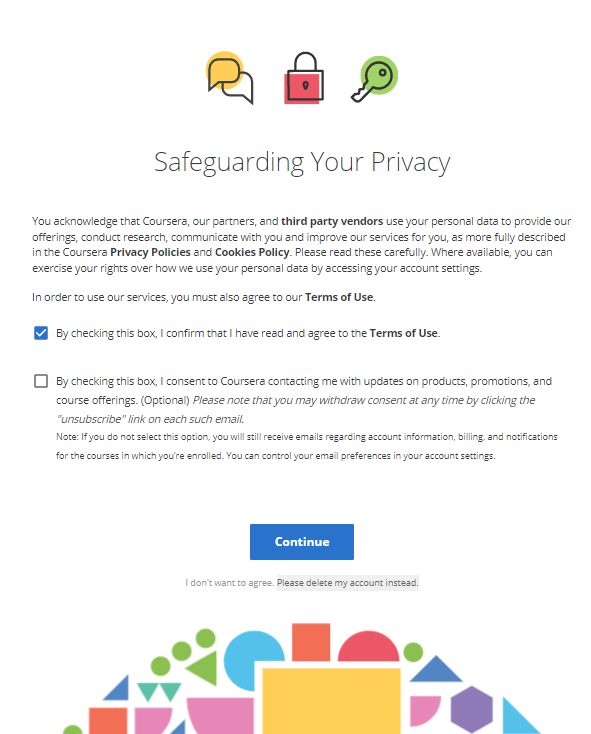 Safeguarding Your Privacy
You acknowledge that Coursera, our partners, and third party vendors use your personal data to provide our
offerings, conduct research, communicate with you and improve our services for you, as more fully described
in the Coursera Privacy Policies and Cookies Policy. Please read these carefully. Where available, you can
exercise your rights over how we use your personal data by accessing your account settings.
In order to use our services, you must also agree to our Terms of Use.
By checking this box, I confirm that I have read and agree to the Terms of Use.
By checking this box, I consent to Coursera contacting me with updates on products, promotions, and
course offerings. (Optional) Please note that you may withdraw consent at any time by clicking the
"unsubscribe" link on each such email.
Note: If you do not select this option, you will still receive emails regarding account information, billing, and notifications
for the courses in which you're enrolled. You can control your email preferences in your account settings.
Continue
I don't want to agree. Please delete my account instead.